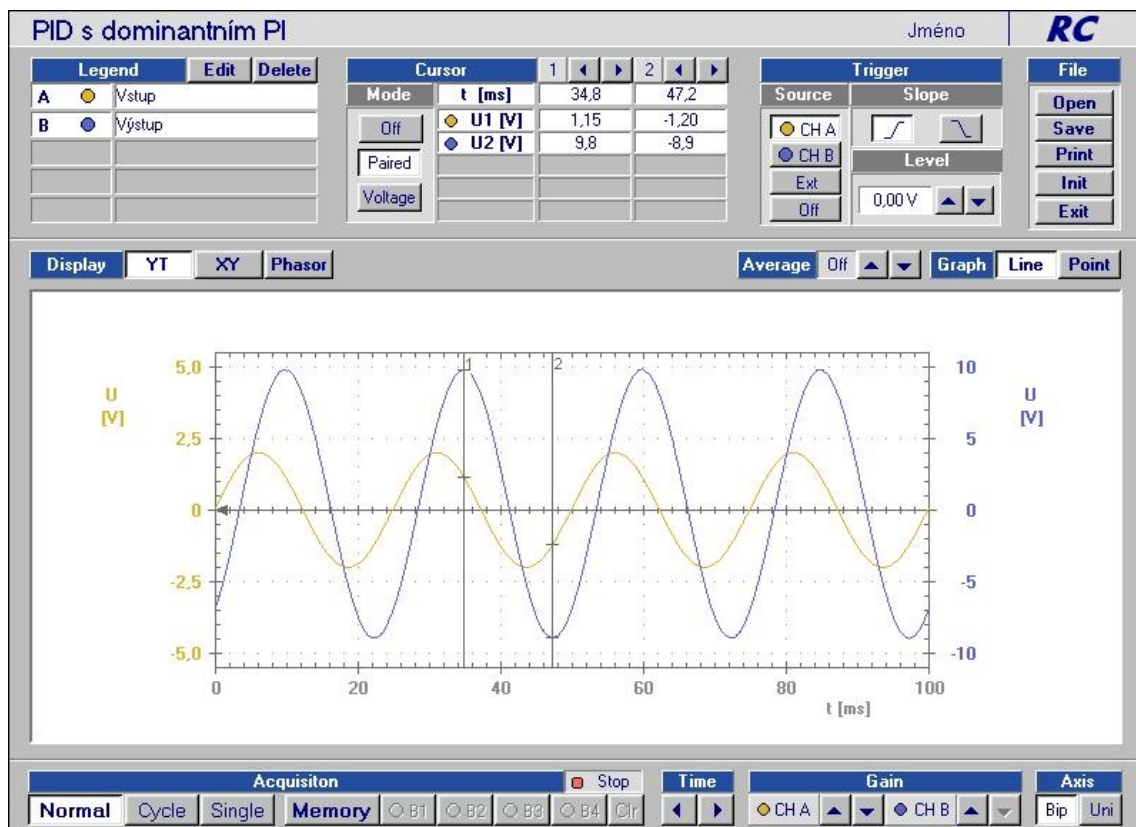 PID s dominantním PI Jméno RC
Legend Edit Delete
A Vstup
B Výstup
Cursor 1 2
Mode t [ms] 34,8 47,2
Off U1 [V] 1,15 -1,20
U2 [V] 9,8 -8,9
Paired
Voltage
Trigger
Source Slope
CH A
CH B
Level
Ext
0,00 V
Off
File
Open
Save
Print
Init
Exit
Display YT XY Phasor Average Off Graph Line Point
5,0 10
U [V] U [V]
2,5 5
0 0
-2,5 -5
-5,0 -10
0 20 40 60 80 100
t [ms]
1 2
Acquisiton Stop Time Gain Axis
Normal Cycle Single Memory B1 B2 B3 B4 Clr CH A CH B Bip Uni